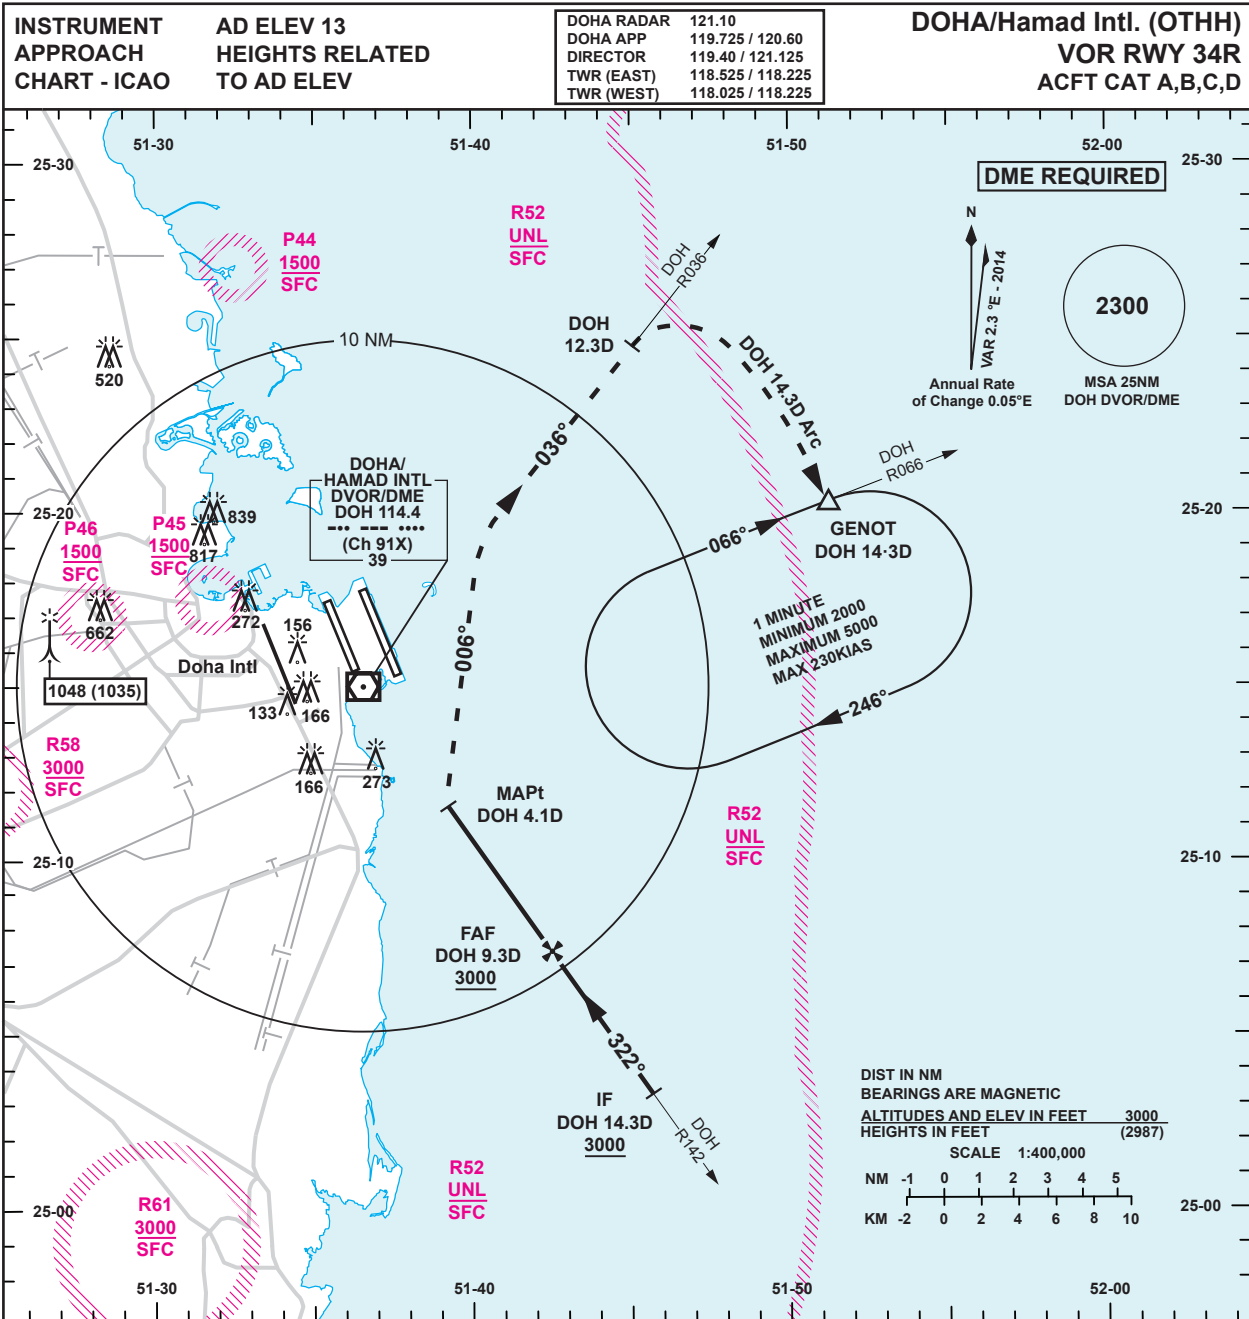 INSTRUMENT
APPROACH
CHART - ICAO
AD ELEV 13
HEIGHTS RELATED
TO AD ELEV
DOHA RADAR 121.10
DOHA APP 119.725 / 120.60
DIRECTOR 119.40 / 121.125
TWR (EAST) 118.525 / 118.225
TWR (WEST) 118.025 / 118.225
DOHA/Hamad Intl. (OTHH)
VOR RWY 34R
ACFT CAT A,B,C,D
51-30
51-40
51-50
52-00
25-30
25-30
DME REQUIRED
N
VAR 2.3 °E - 2014
Annual Rate
of Change 0.05°E
2300
MSA 25NM
DOH DVOR/DME
R52
UNL
SFC
P44
1500
SFC
DOH
R036
DOH
12.3D
10 NM
DOH 14.3D Arc
520
036°
DOH
R066
DOHA/
HAMAD INTL
DVOR/DME
DOH 114.4
(Ch 91X)
39
25-20
25-20
839
817
P46
1500
SFC
P45
1500
SFC
066°
GENOT
DOH 14·3D
1 MINUTE
MINIMUM 2000
MAXIMUM 5000
MAX 230KIAS
662
272
156
006°
Doha Intl
1048 (1035)
133
166
246°
R58
3000
SFC
166
273
MAPt
DOH 4.1D
R52
UNL
SFC
25-10
25-10
FAF
DOH 9.3D
3000
322°
IF
DOH 14.3D
3000
DOH
R142
DIST IN NM
BEARINGS ARE MAGNETIC
ALTITUDES AND ELEV IN FEET 3000
HEIGHTS IN FEET (2987)
SCALE 1:400,000
NM -1 0 1 2 3 4 5
KM -2 0 2 4 6 8 10
R52
UNL
SFC
R61
3000
SFC
25-00
25-00
51-30
51-40
51-50
52-00